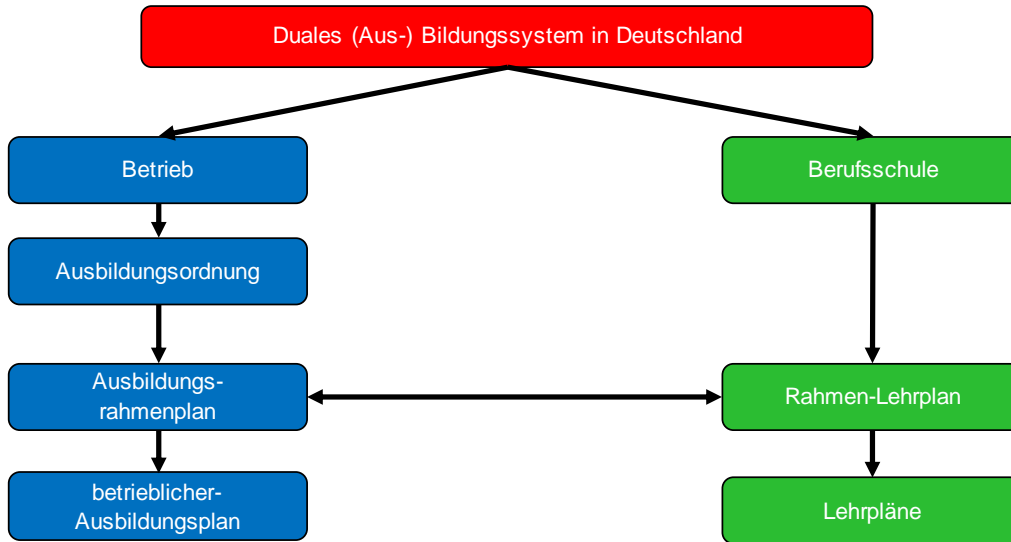 Duales (Aus-) Bildungssystem in Deutschland
Betrieb
Berufsschule
Ausbildungsordnung
Ausbildungs-
rahmenplan
Rahmen-Lehrplan
betrieblicher-
Ausbildungsplan
Lehrpläne